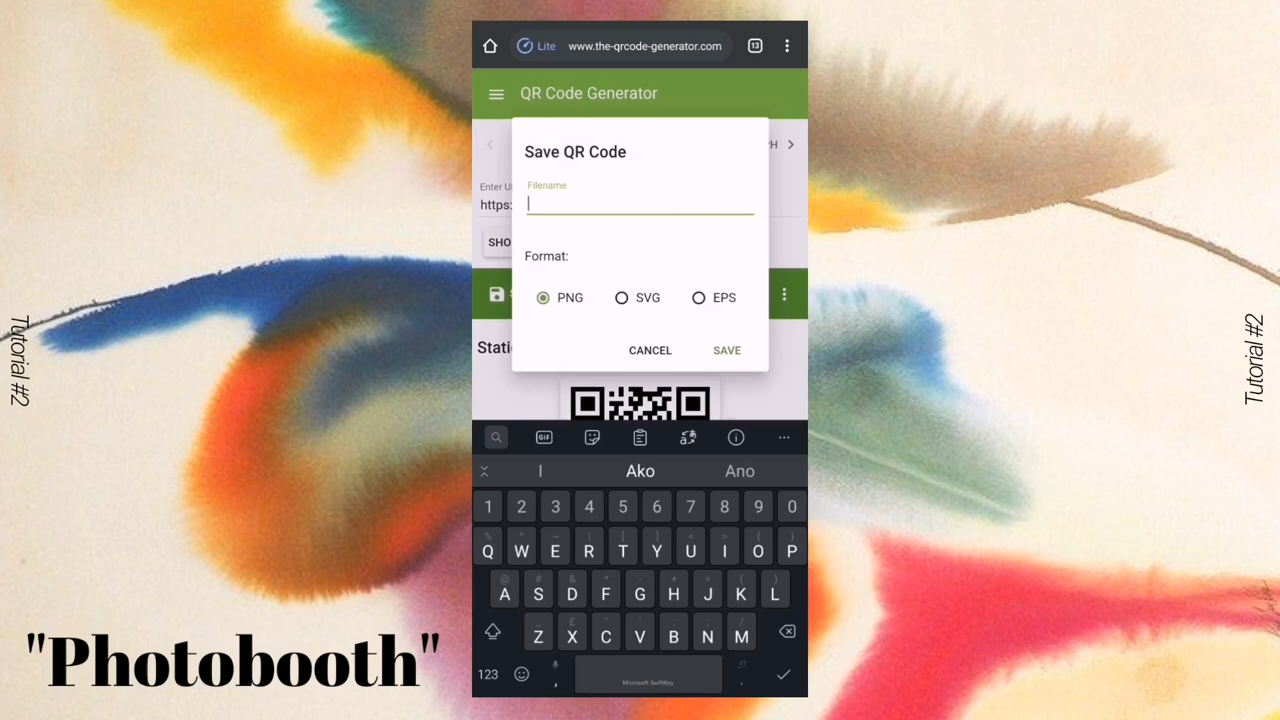 Lite www.the-qrcode-generator.com 13
QR Code Generator
Save QR Code
Filename
Enter U
https:
SHO
Format:
PNG SVG EPS
CANCEL SAVE
Stati
GIF
I Ako Ano
1 2 3 4 5 6 7 8 9 0
% ^ ~ | [ ] < > { }
Q W E R T Y U I O P
@ # & * - + = ( )
A S D F G H J K L
Z X C V B N M
123 , .
Microsoft SwiftKey
Tutorial #2
Tutorial #2
"Photobooth"